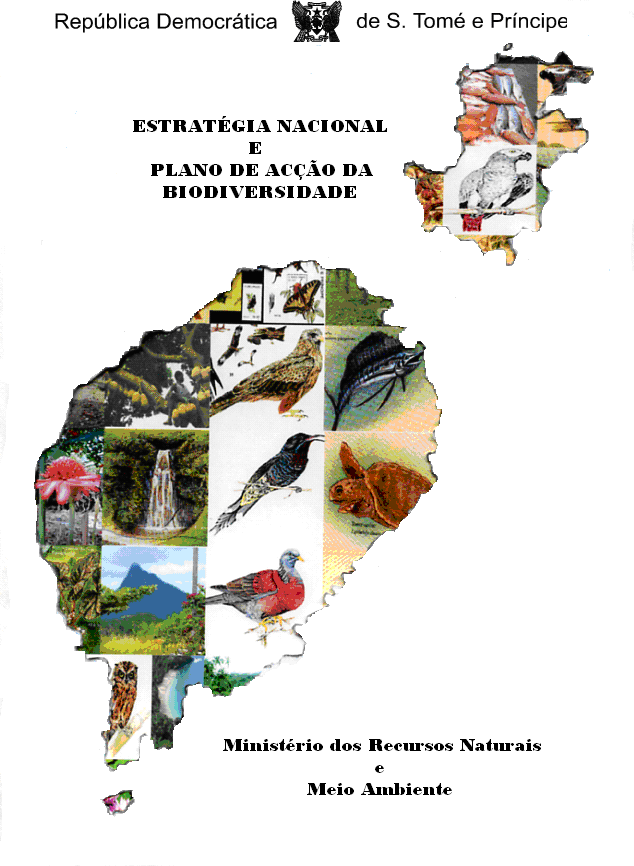 República Democrática de S. Tomé e Príncipe
ESTRATÉGIA NACIONAL
E
PLANO DE ACÇÃO DA
BIODIVERSIDADE
Ministério dos Recursos Naturais
e
Meio Ambiente